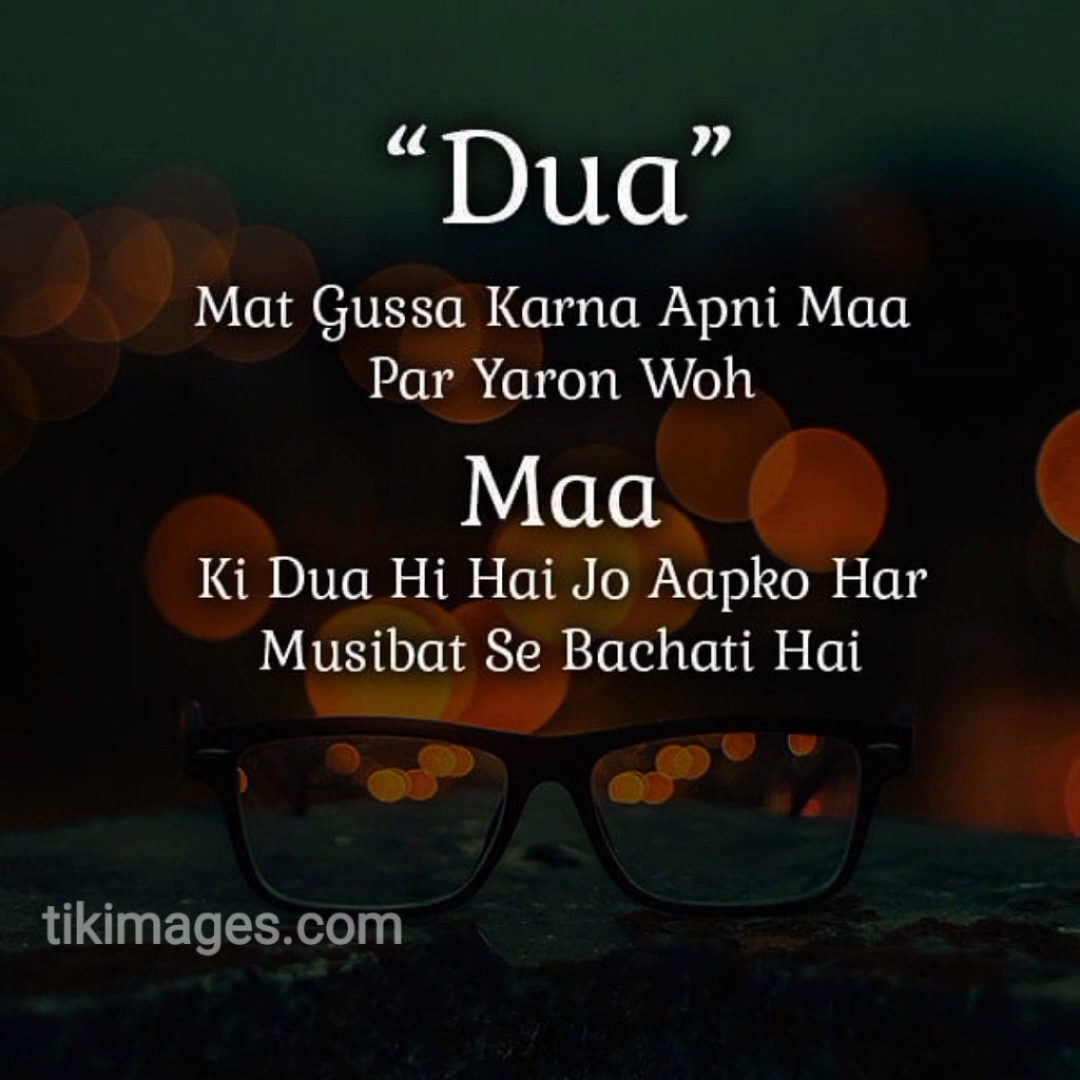 “Dua”
Mat Gussa Karna Apni Maa
Par Yaron Woh
Maa
Ki Dua Hi Hai Jo Aapko Har
Musibat Se Bachati Hai
tikimages.com